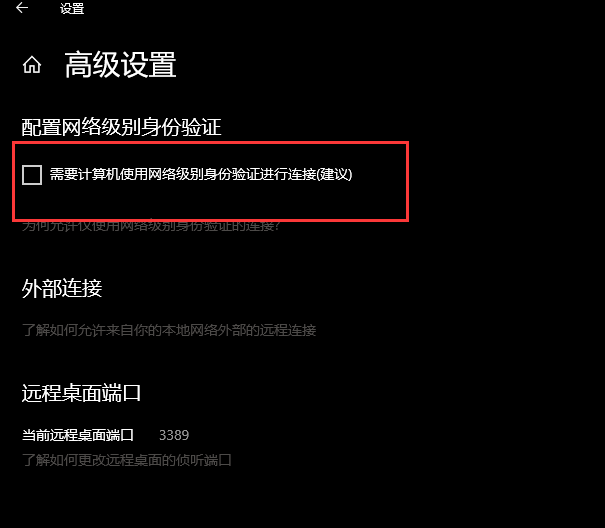 设置
高级设置
配置网络级别身份验证
需要计算机使用网络级别身份验证进行连接(建议)
为何允许仅使用网络级别身份验证的连接?
外部连接
了解如何允许来自你的本地网络外部的远程连接
远程桌面端口
当前远程桌面端口 3389
了解如何更改远程桌面的侦听端口